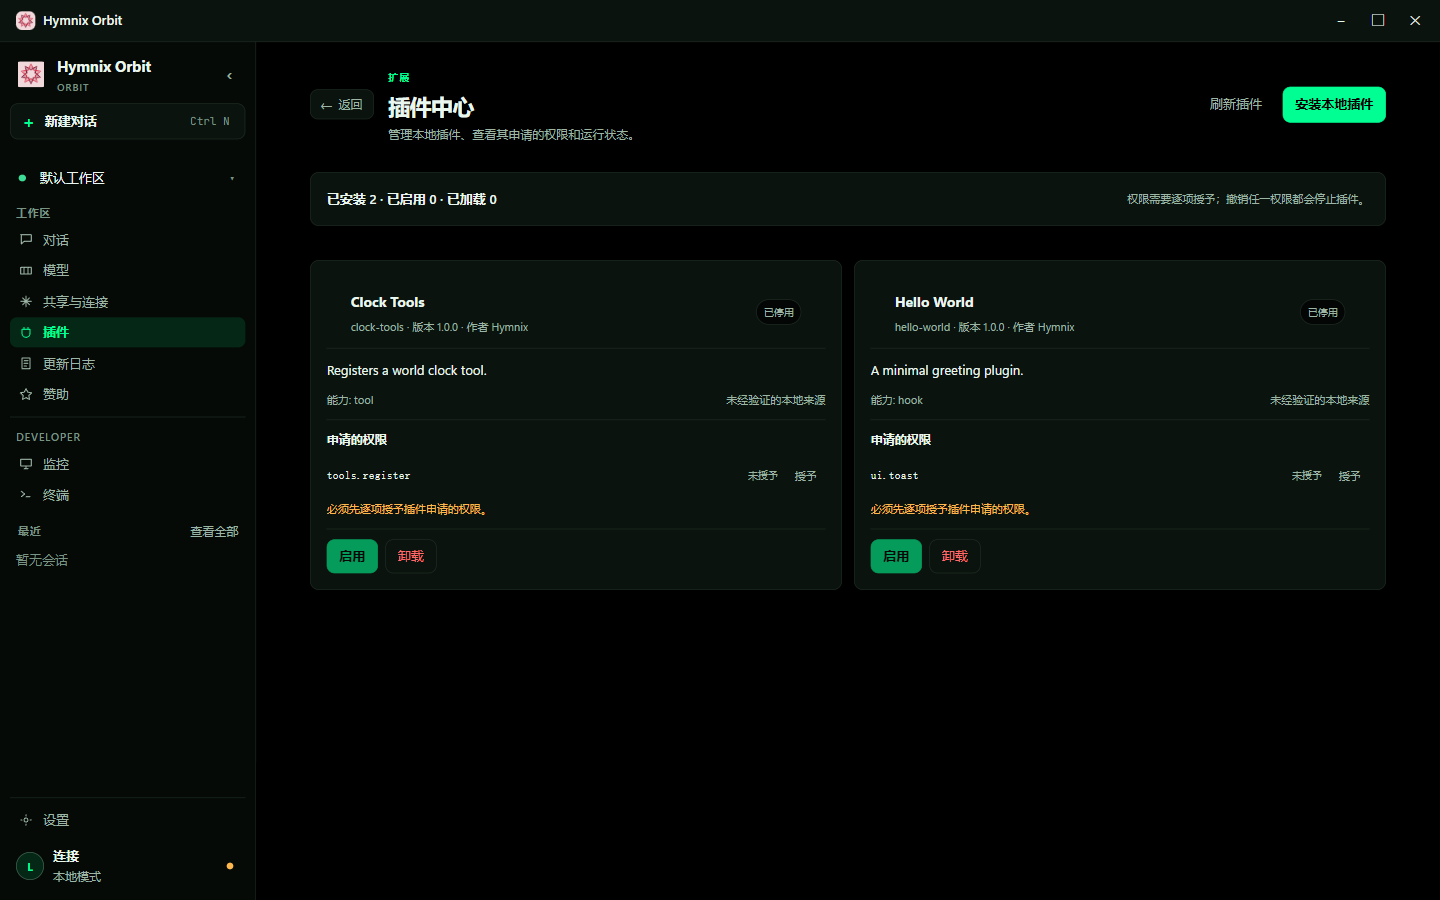 Hymnix Orbit
Hymnix Orbit
ORBIT
+ 新建对话 Ctrl N
默认工作区
工作区
对话
模型
共享与连接
插件
更新日志
赞助
DEVELOPER
监控
终端
最近 查看全部
暂无会话
设置
L
连接
本地模式
← 返回
扩展
插件中心
管理本地插件、查看其申请的权限和运行状态。
刷新插件
安装本地插件
已安装 2 · 已启用 0 · 已加载 0
权限需要逐项授予；撤销任一权限都会停止插件。
Clock Tools
clock-tools · 版本 1.0.0 · 作者 Hymnix
已停用
Registers a world clock tool.
能力: tool 未经验证的本地来源
申请的权限
tools.register 未授予 授予
必须先逐项授予插件申请的权限。
启用 卸载
Hello World
hello-world · 版本 1.0.0 · 作者 Hymnix
已停用
A minimal greeting plugin.
能力: hook 未经验证的本地来源
申请的权限
ui.toast 未授予 授予
必须先逐项授予插件申请的权限。
启用 卸载